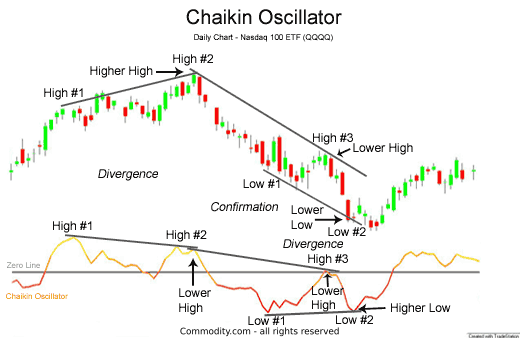 Chaikin Oscillator
Daily Chart - Nasdaq 100 ETF (QQQQ)
High #2
Higher High
High #1
High #3
Lower High
Divergence
Low #1
Confirmation
Lower
Low
Low #2
High #1
High #2
Divergence
High #3
Zero Line
Chaikin Oscillator
Lower
High
Lower
High
Higher Low
Low #1
Low #2
Commodity.com - all rights reserved
Created with TradeStation